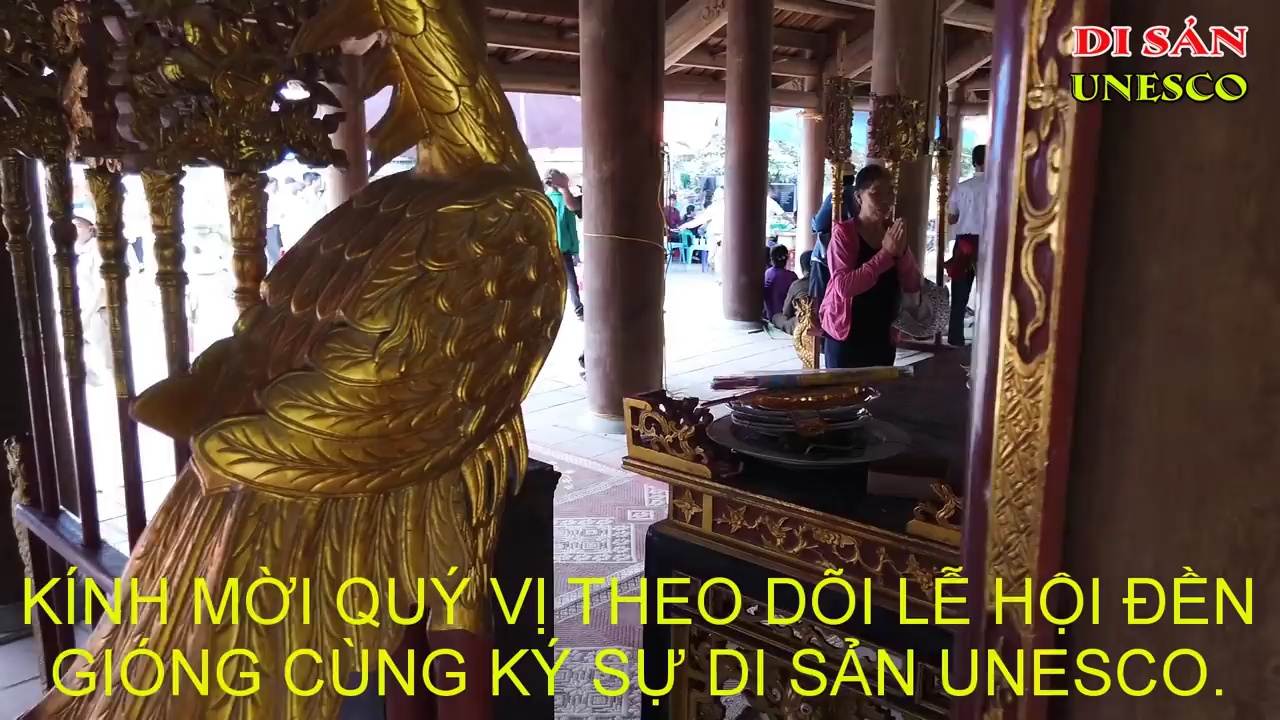 DI SẢN
UNESCO
KÍNH MỜI QUÝ VỊ THEO DÕI LỄ HỘI ĐỀN
GIÓNG CÙNG KÝ SỰ DI SẢN UNESCO.